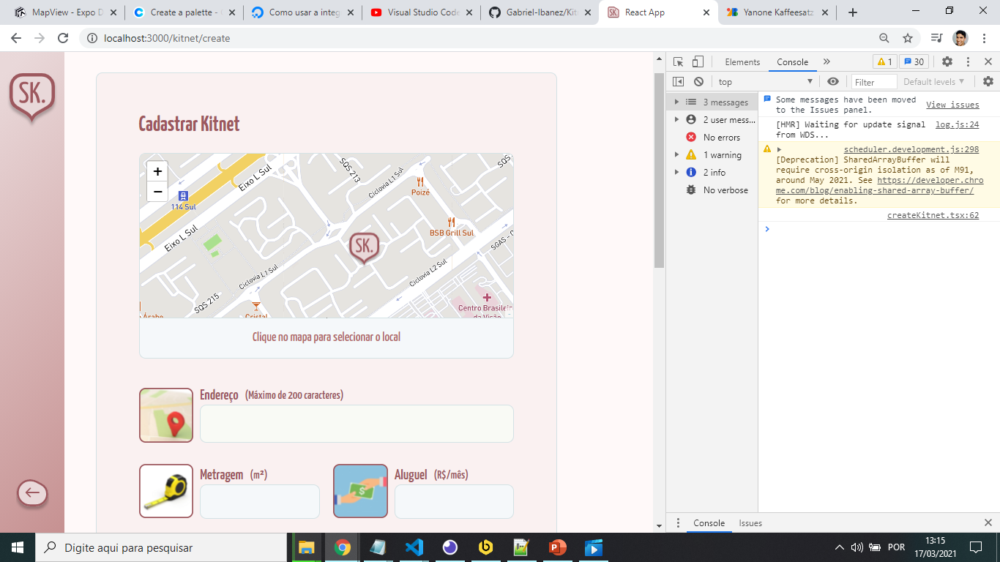 MapView - Expo D
Create a palette - C
Como usar a integ
Visual Studio Code
Gabriel-Ibanez/Kit
React App
Yanone Kaffeesatz
localhost:3000/kitnet/create
SK.
Cadastrar Kitnet
+
−
Eixo L Sul
SQS 213
Ciclovia L1 Sul
SQS
Poizé
114 Sul
Eixo L Sul
BSB Grill Sul
SGAS - C
SK.
Ciclovia L1 Sul
Ciclovia L2 Sul
SQS 215
Árabe
Cristal
Centro Brasileir
da Visão
Clique no mapa para selecionar o local
Endereço (Máximo de 200 caracteres)
Metragem (m²)
Aluguel (R$/mês)
Elements
Console
1
30
top
Filter
Default levels
3 messages
2 user mess...
No errors
1 warning
2 info
No verbose
Some messages have been moved to the Issues panel.
View issues
[HMR] Waiting for update signal from WDS...
log.js:24
scheduler.development.js:298
[Deprecation] SharedArrayBuffer will
require cross-origin isolation as of M91,
around May 2021. See https://developer.chro
me.com/blog/enabling-shared-array-buffer/
for more details.
createKitnet.tsx:62
Console
Issues
Digite aqui para pesquisar
POR
13:15
17/03/2021